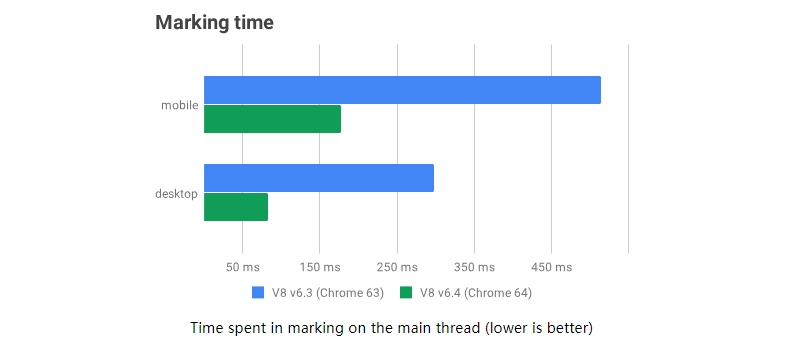 Marking time
mobile
desktop
50 ms 150 ms 250 ms 350 ms 450 ms
V8 v6.3 (Chrome 63) V8 v6.4 (Chrome 64)
Time spent in marking on the main thread (lower is better)